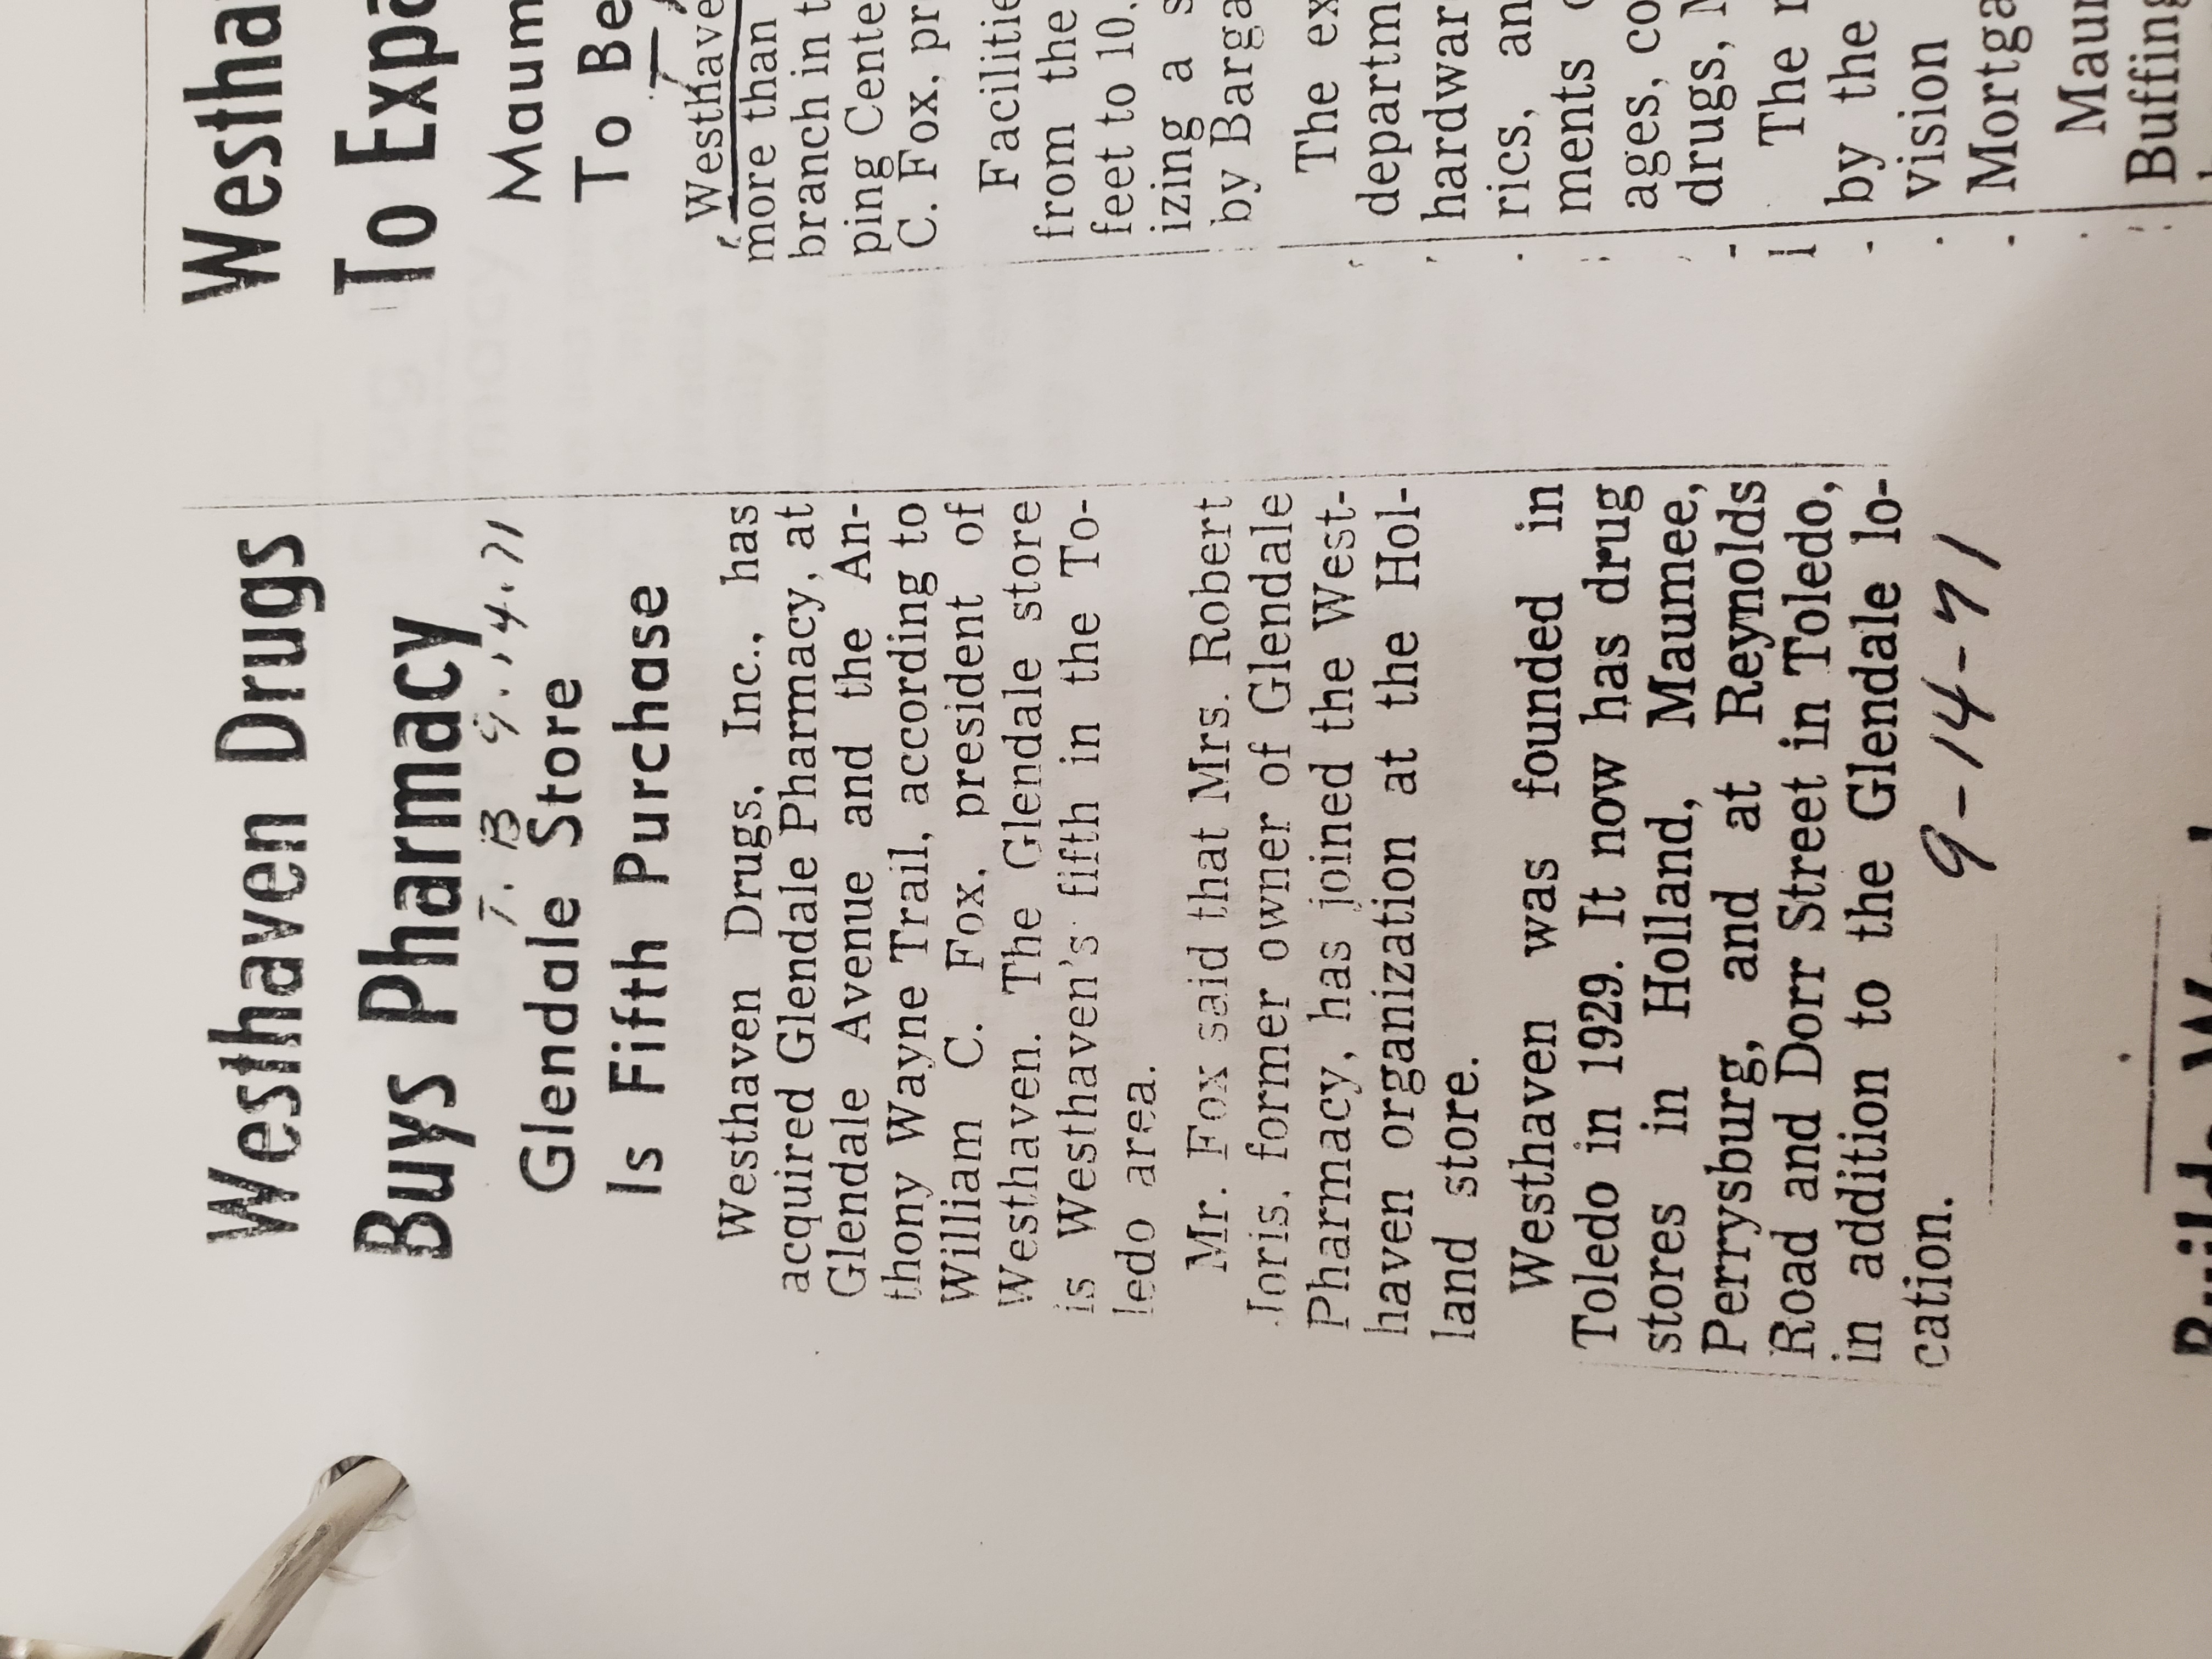 Westhaven Drugs
Buys Pharmacy
T. B 9.14.71
Glendale Store
Is Fifth Purchase
Westhaven Drugs, Inc., has
acquired Glendale Pharmacy, at
Glendale Avenue and the An-
thony Wayne Trail, according to
William C. Fox, president of
Westhaven. The Glendale store
is Westhaven's fifth in the To-
ledo area.
Mr. Fox said that Mrs. Robert
Joris, former owner of Glendale
Pharmacy, has joined the West-
haven organization at the Hol-
land store.
Westhaven was founded in
Toledo in 1929. It now has drug
stores in Holland, Maumee,
Perrysburg, and at Reynolds
Road and Dorr Street in Toledo,
in addition to the Glendale lo-
cation.
9-14-71
Westha
To Expa
Maum
To Be
Westhave
more than
branch in t
ping Cente
C. Fox, pr
Facilitie
from the
feet to 10,
izing a s
by Barga
The ex
departm
hardwar
rics, an
ments
ages, co
drugs,
The
by the
vision
Mortga
Maur
Buffing